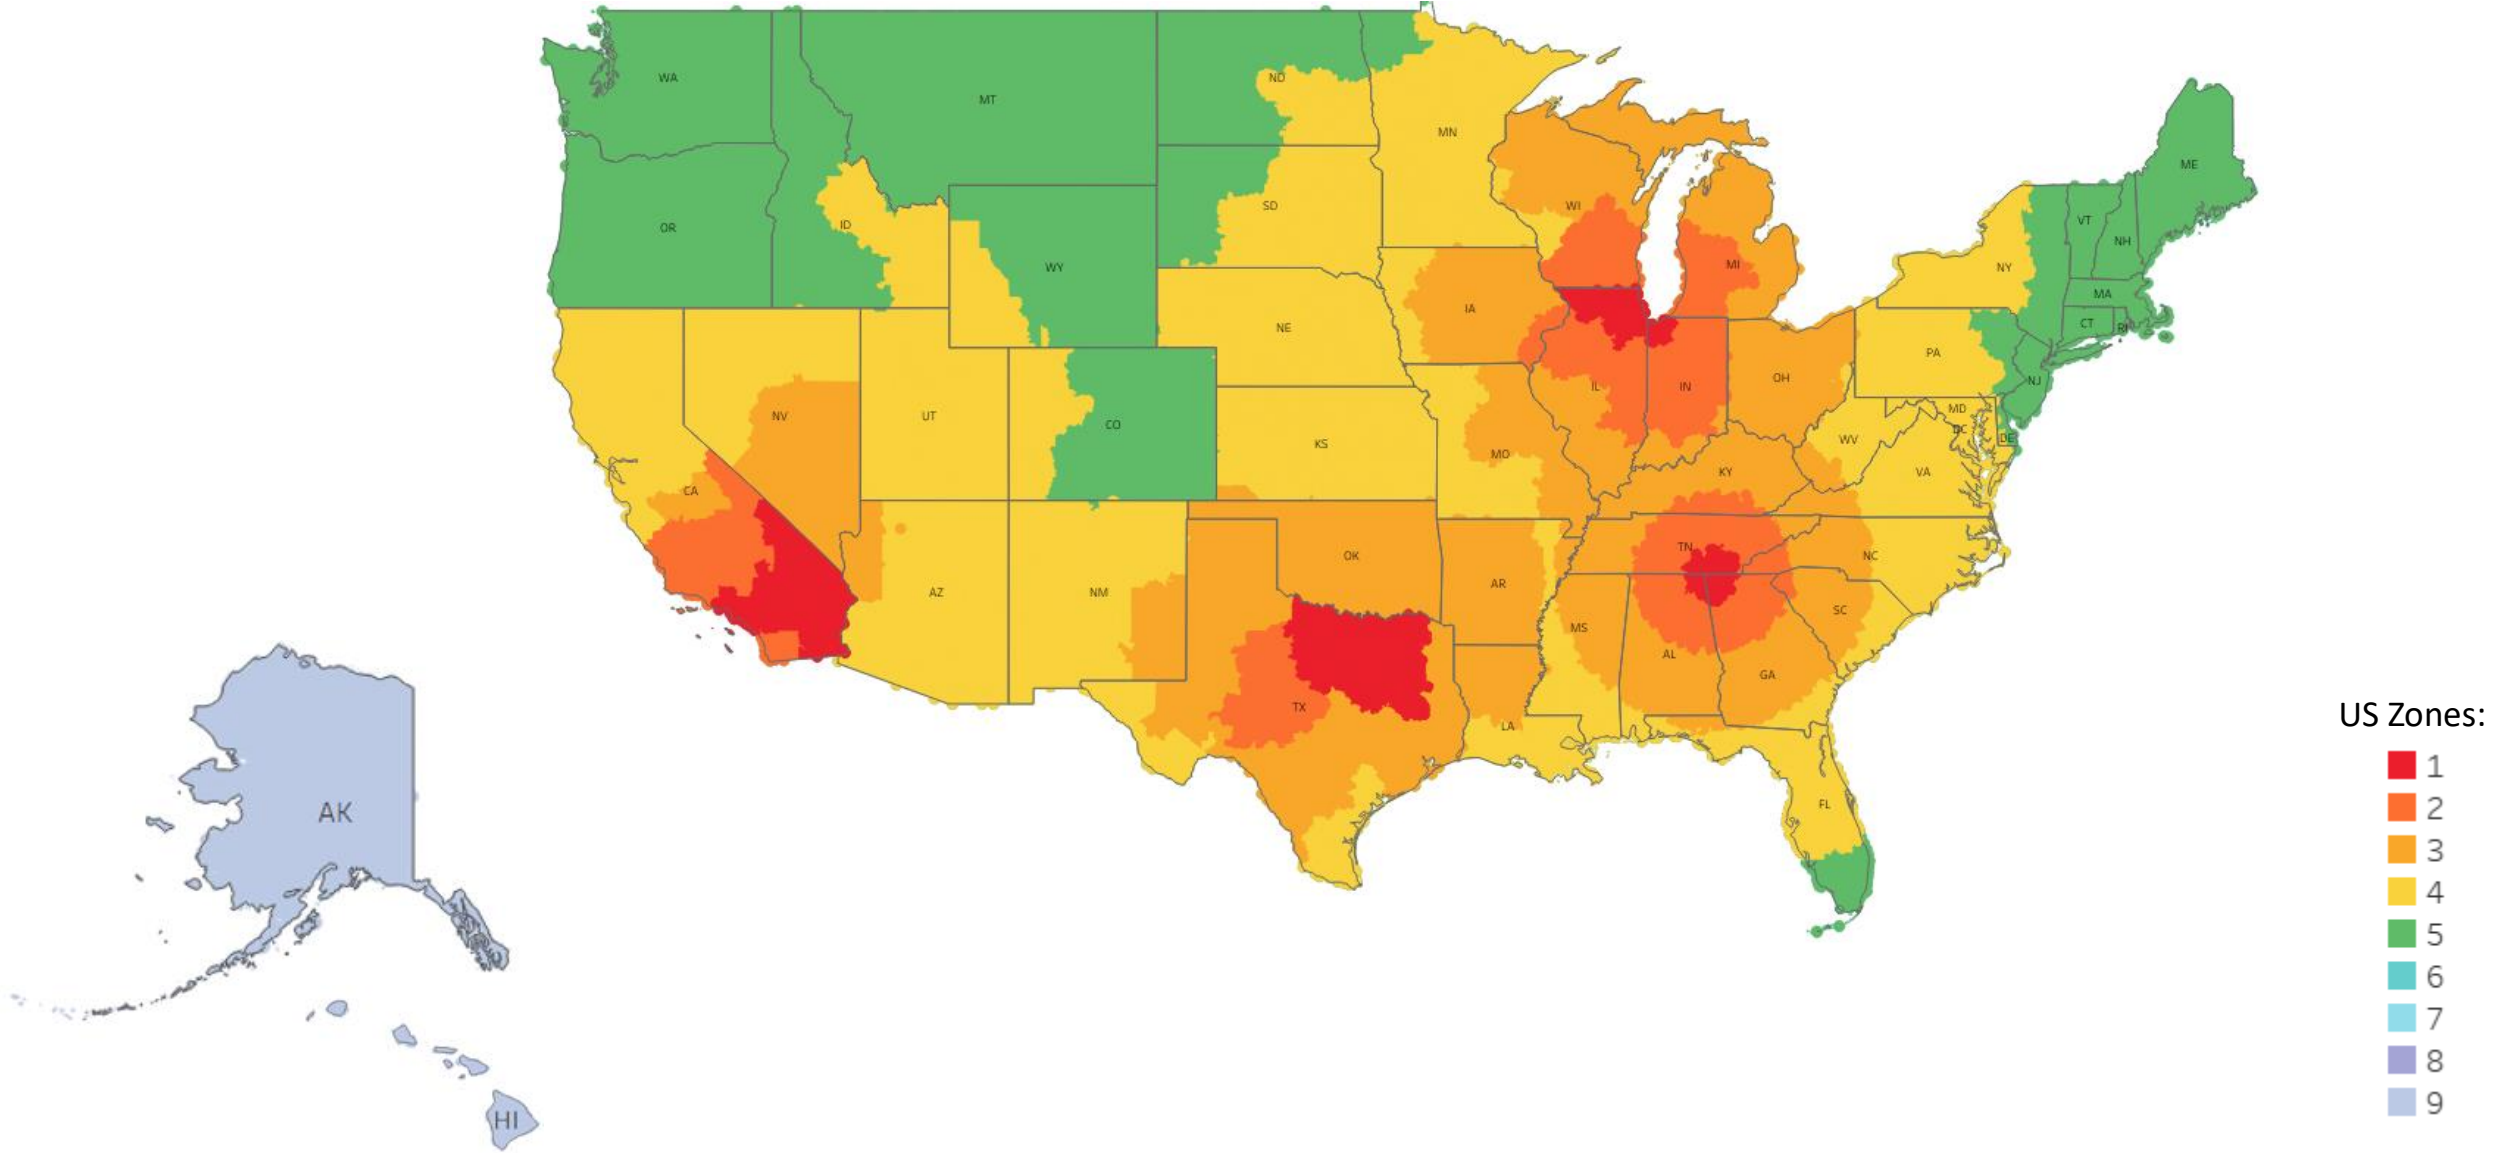 WA
MT
ND
MN
ME
OR
ID
WY
SD
WI
MI
NY
VT
NH
MA
CT
RI
NE
IA
IL
IN
OH
PA
NJ
NV
UT
CO
KS
MO
KY
WV
MD
DC
DE
VA
CA
AZ
NM
OK
AR
TN
NC
SC
MS
AL
GA
TX
LA
FL
AK
HI
US Zones:
1
2
3
4
5
6
7
8
9